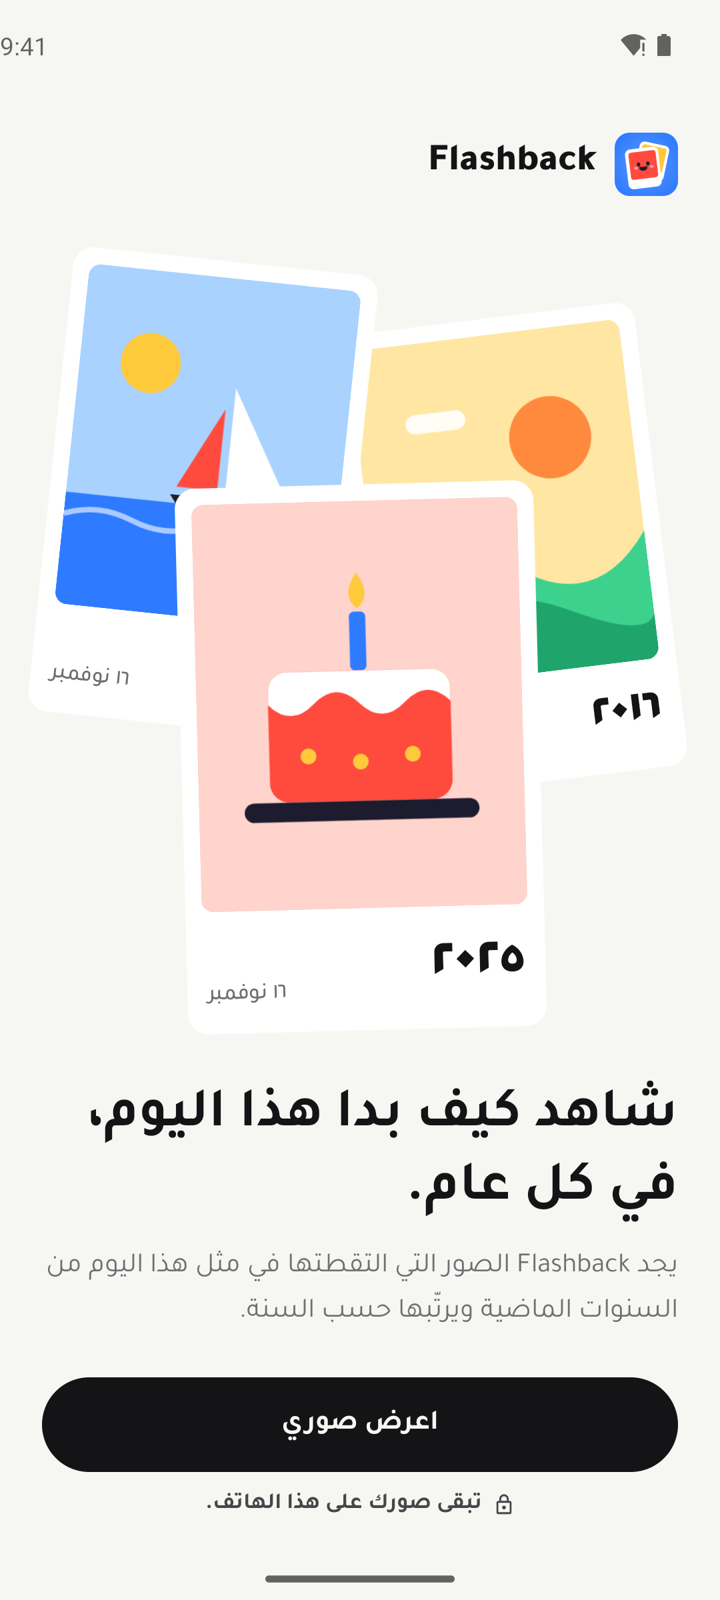 9:41
Flashback
١٦ نوفمبر
٢٠١٦
٢٠٢٥
١٦ نوفمبر
شاهد كيف بدا هذا اليوم،
في كل عام.
يجد Flashback الصور التي التقطتها في مثل هذا اليوم من
السنوات الماضية ويرتّبها حسب السنة.
اعرض صوري
تبقى صورك على هذا الهاتف.